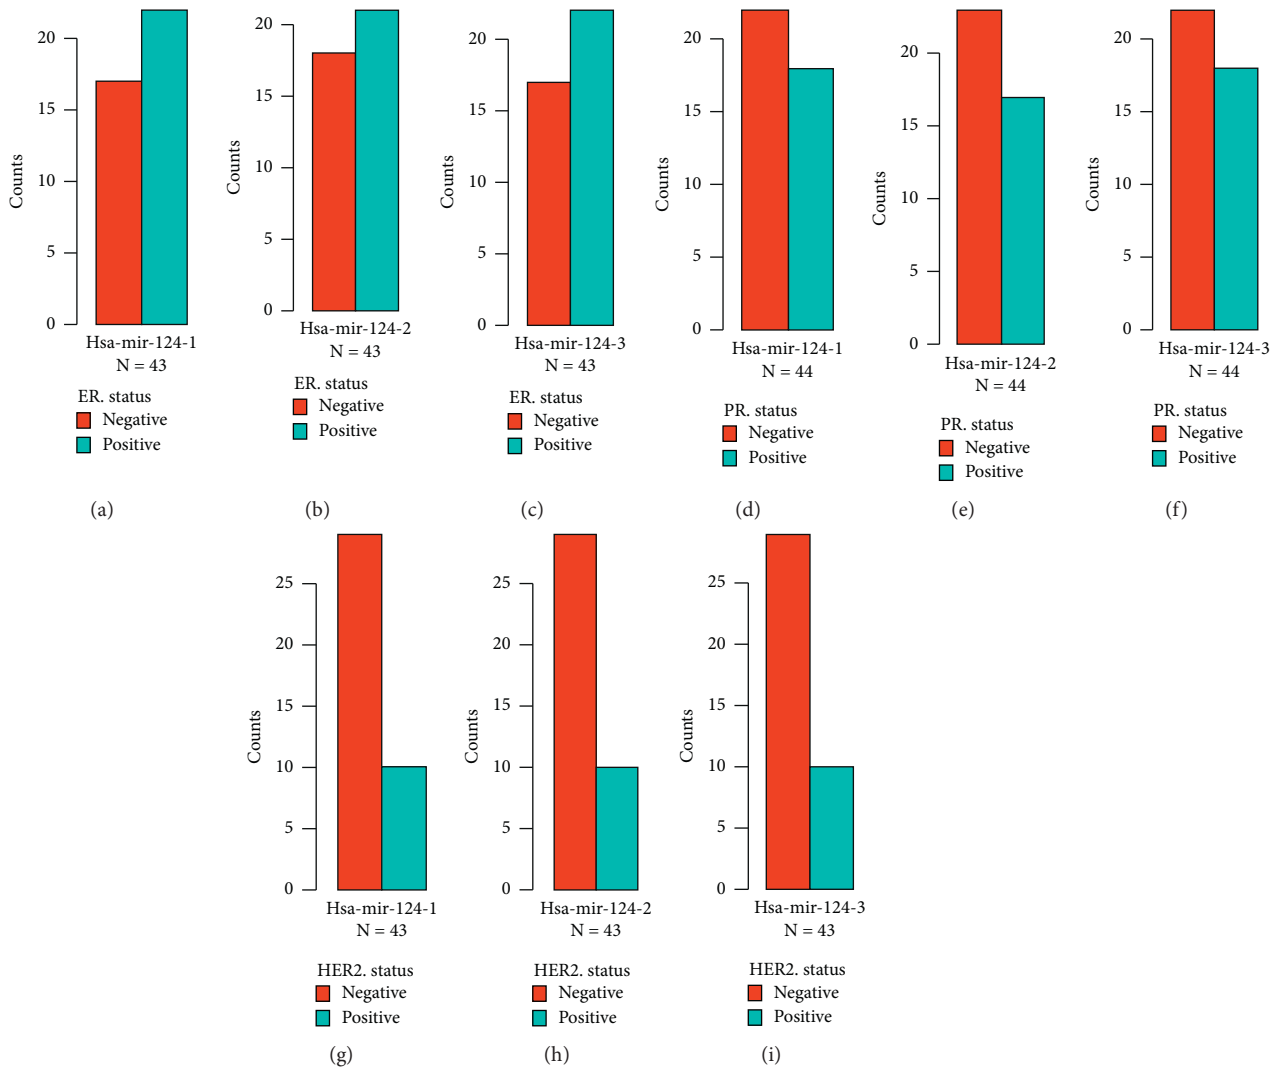 Counts
20
15
10
5
0
Hsa-mir-124-1
N = 43
ER. status
Negative
Positive
(a)
Counts
20
15
10
5
0
Hsa-mir-124-2
N = 43
ER. status
Negative
Positive
(b)
Counts
20
15
10
5
0
Hsa-mir-124-3
N = 43
ER. status
Negative
Positive
(c)
Counts
20
15
10
5
0
Hsa-mir-124-1
N = 44
PR. status
Negative
Positive
(d)
Counts
20
15
10
5
0
Hsa-mir-124-2
N = 44
PR. status
Negative
Positive
(e)
Counts
20
15
10
5
0
Hsa-mir-124-3
N = 44
PR. status
Negative
Positive
(f)
Counts
25
20
15
10
5
0
Hsa-mir-124-1
N = 43
HER2. status
Negative
Positive
(g)
Counts
25
20
15
10
5
0
Hsa-mir-124-2
N = 43
HER2. status
Negative
Positive
(h)
Counts
25
20
15
10
5
0
Hsa-mir-124-3
N = 43
HER2. status
Negative
Positive
(i)